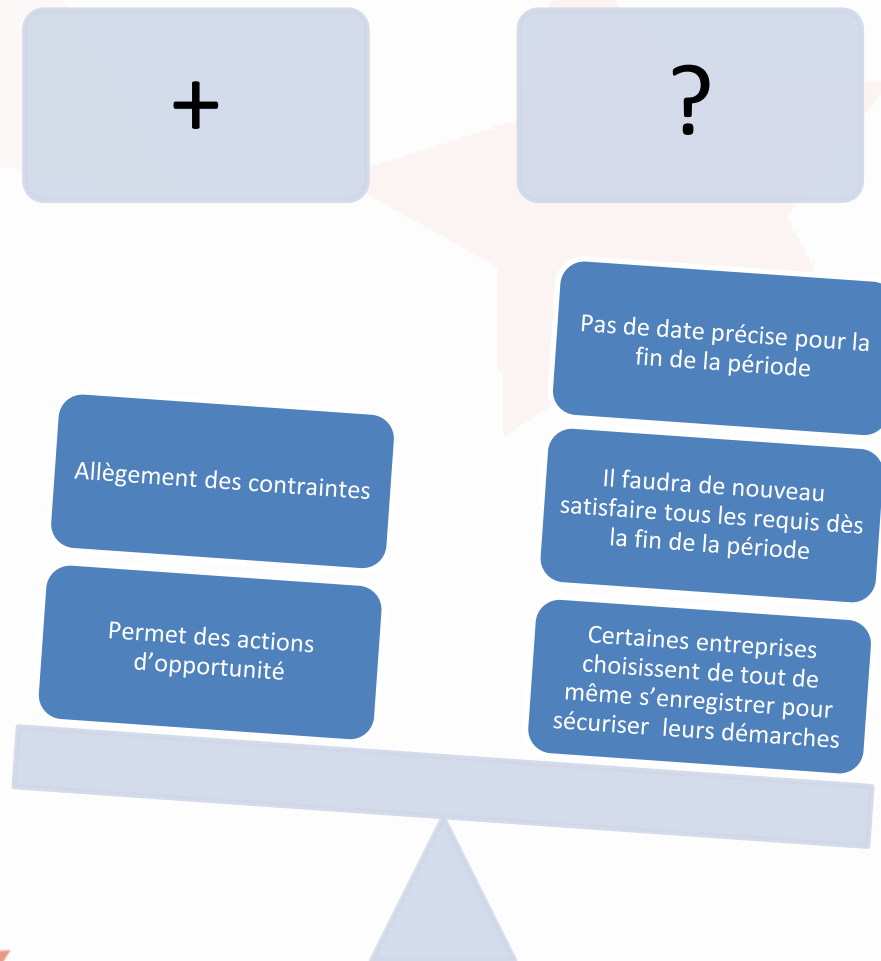 +
?
Allègement des contraintes
Permet des actions
d’opportunité
Pas de date précise pour la
fin de la période
Il faudra de nouveau
satisfaire tous les requis dès
la fin de la période
Certaines entreprises
choisissent de tout de
même s’enregistrer pour
sécuriser  leurs démarches